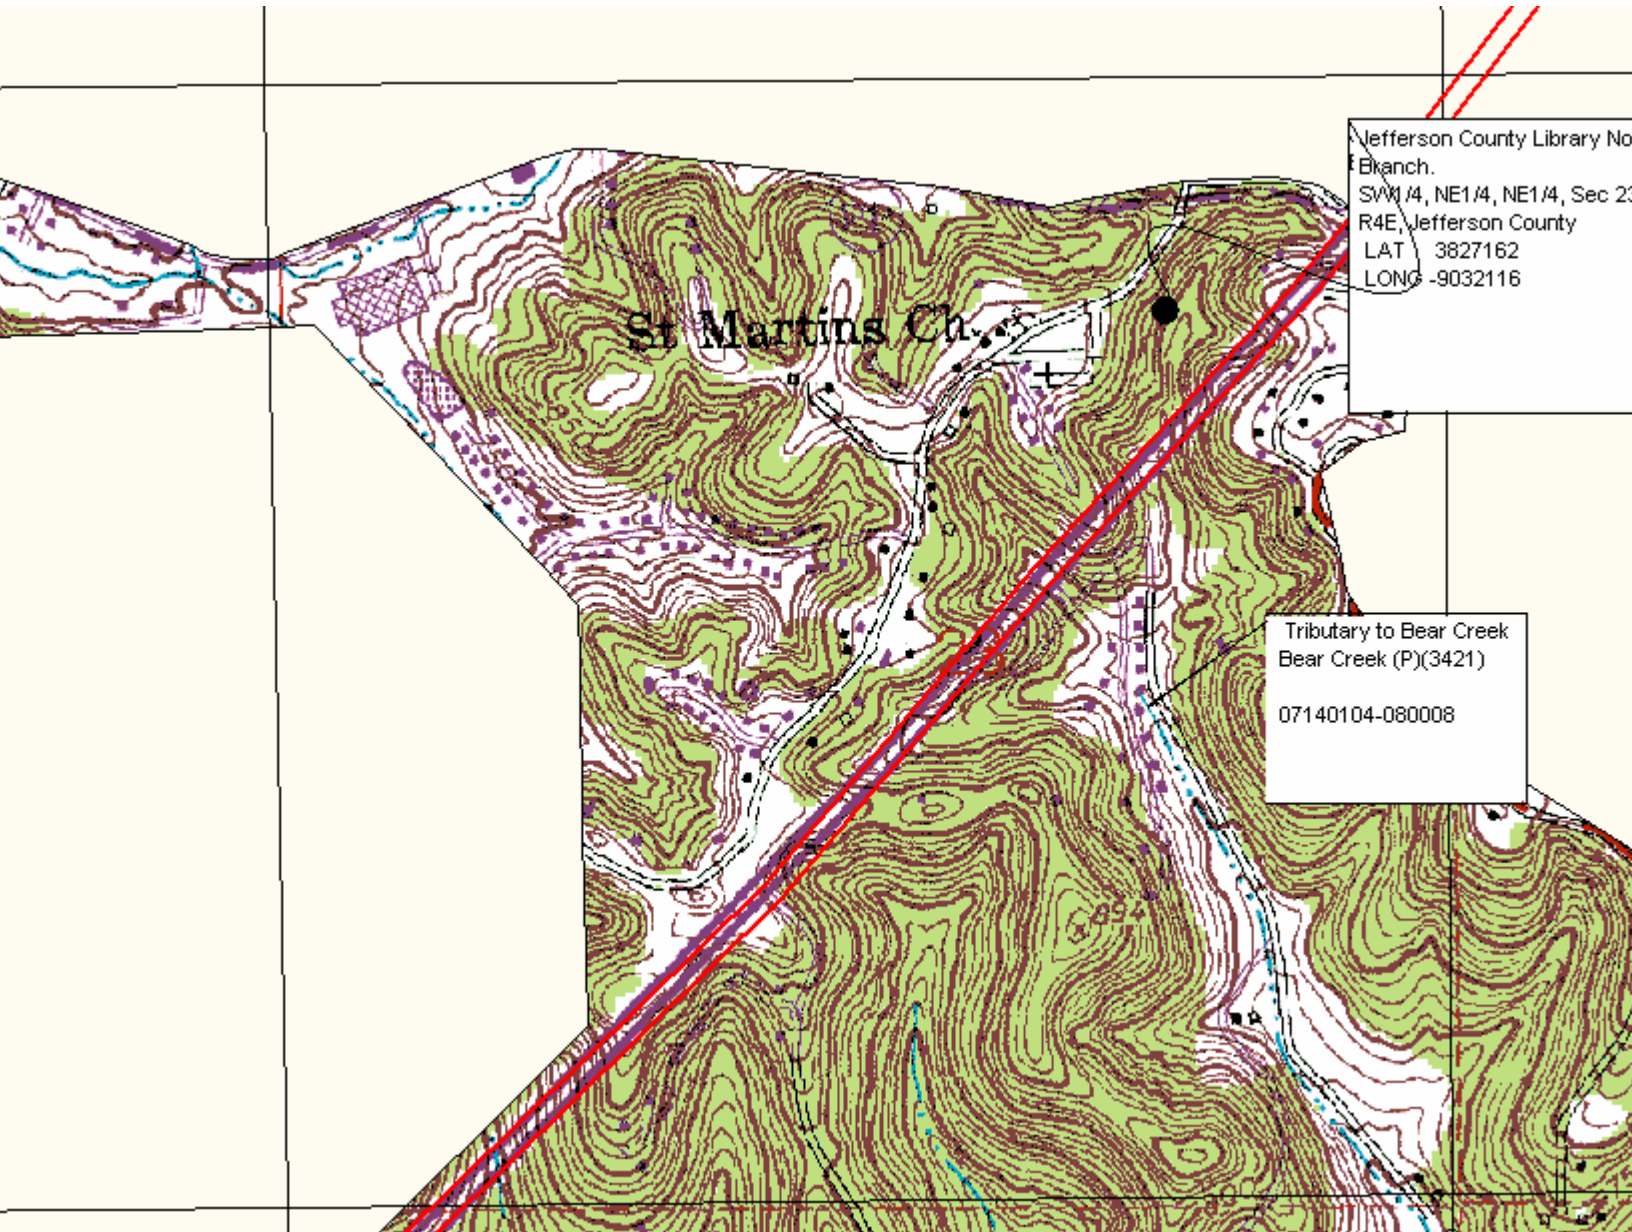 Jefferson County Library No
Branch.
SW1/4, NE1/4, NE1/4, Sec 23
R4E, Jefferson County
LAT 3827162
LONG -9032116
St Martins Ch.
Tributary to Bear Creek
Bear Creek (P)(3421)
07140104-080008
894